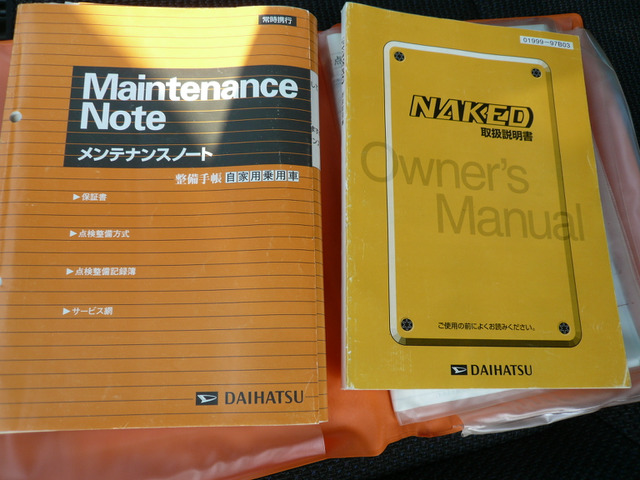 常時携行
Maintenance
Note
メンテナンスノート
整備手帳 自家用乗用車
▶保証書
▶点検整備方式
▶点検整備記録簿
▶サービス網
DAIHATSU
01999-97B03
NAKED
取扱説明書
Owner's
Manual
ご使用の前によくお読みください。
DAIHATSU